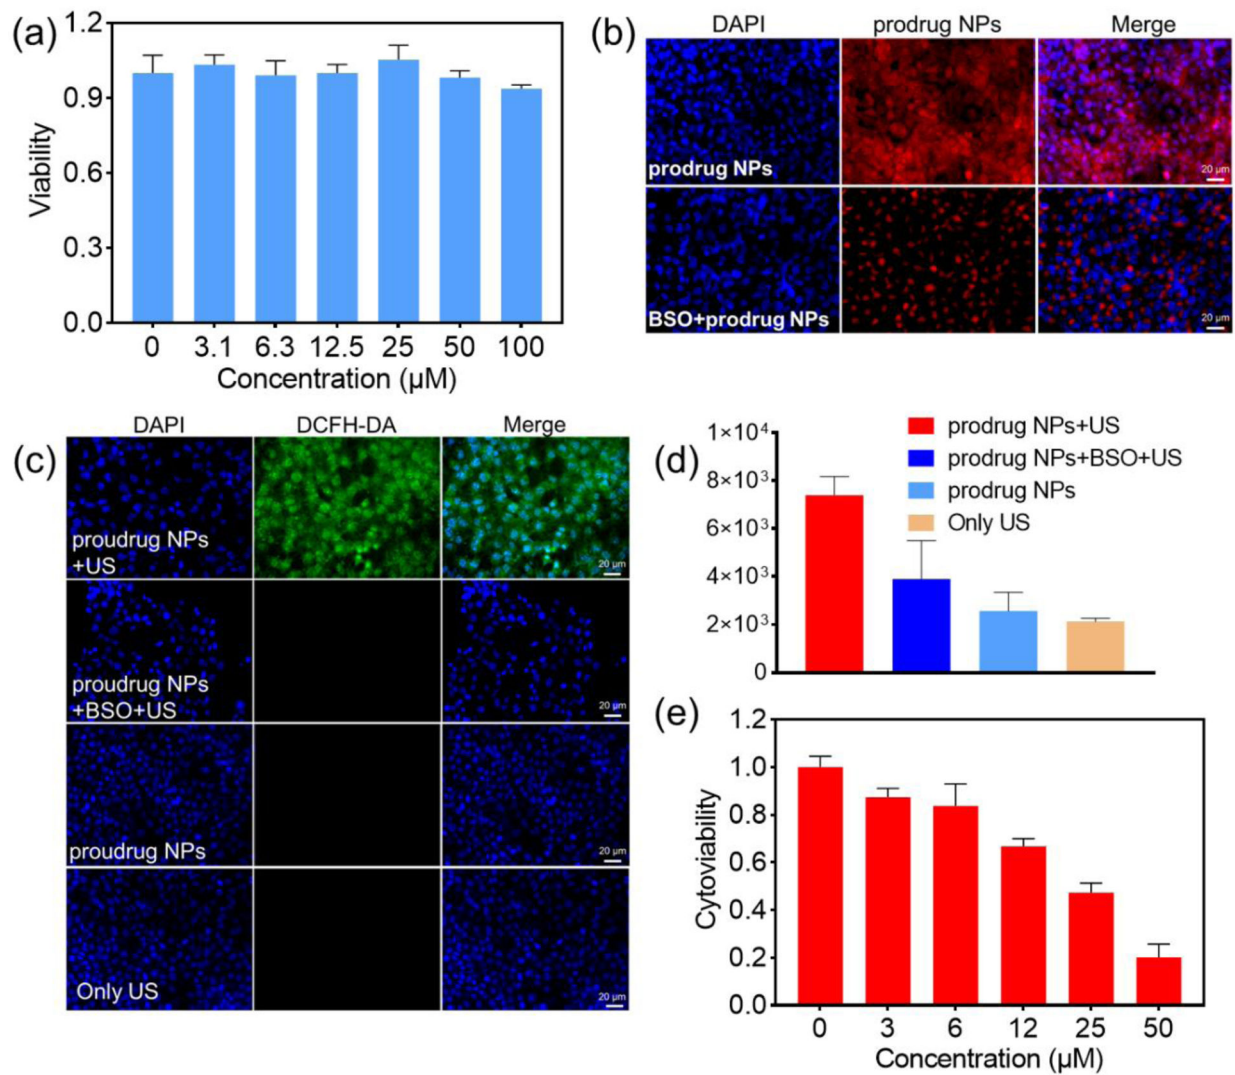 (a)
1.2
0.9
0.6
0.3
0.0
Viability
0 3.1 6.3 12.5 25 50 100
Concentration (µM)
(b)
DAPI prodrug NPs Merge
prodrug NPs
20 µm
BSO+prodrug NPs
20 µm
(c)
DAPI DCFH-DA Merge
proudrug NPs
+US
20 µm
proudrug NPs
+BSO+US
20 µm
proudrug NPs
20 µm
Only US
20 µm
(d)
1×10⁴
8×10³
6×10³
4×10³
2×10³
0
prodrug NPs+US
prodrug NPs+BSO+US
prodrug NPs
Only US
(e)
1.2
1.0
0.8
0.6
0.4
0.2
0.0
Cytoviability
0 3 6 12 25 50
Concentration (µM)